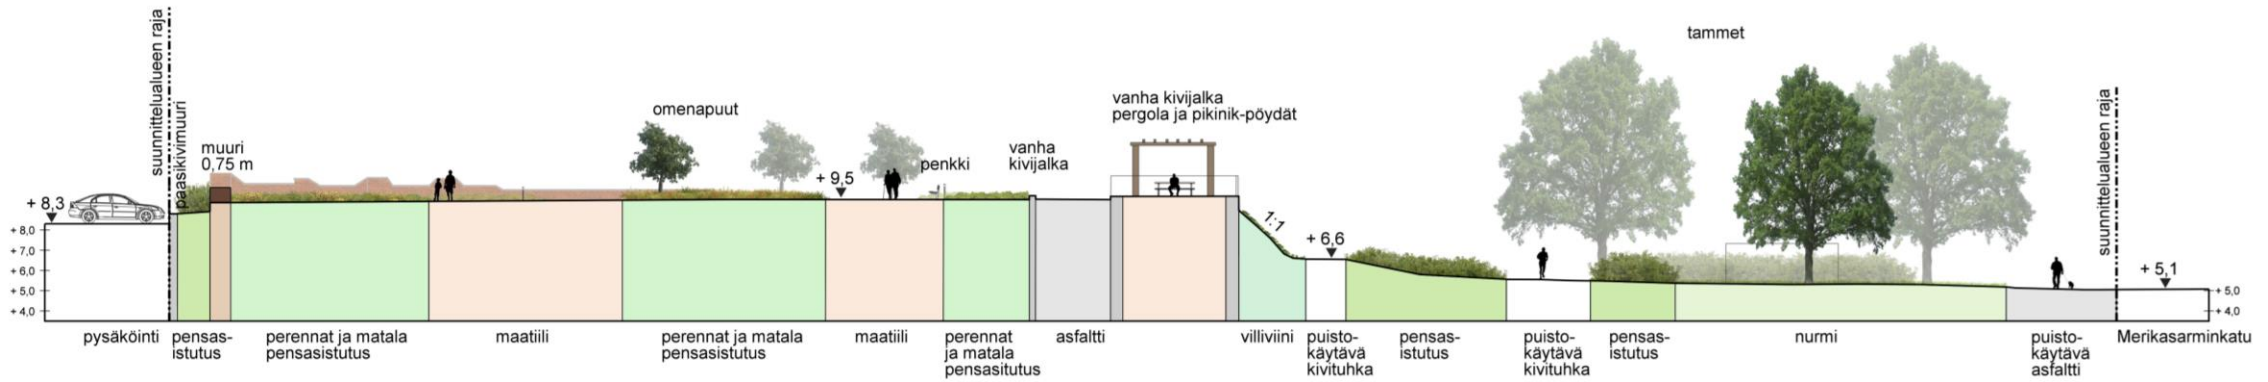 tammet
suunnittelualueen raja
paasikivimuuri
muuri
0,75 m
omenapuut
penkki
vanha
kivijalka
vanha kivijalka
pergola ja pikinik-pöydät
suunnittelualueen raja
+ 8,3
+ 9,5
1:1
+ 6,6
+ 5,1
+ 8,0
+ 7,0
+ 6,0
+ 5,0
+ 4,0
+ 5,0
+ 4,0
pysäköinti
pensas-
istutus
perennat ja matala
pensasistutus
maatiili
perennat ja matala
pensasistutus
maatiili
perennat
ja matala
pensasitutus
asfaltti
villiviini
puisto-
käytävä
kivituhka
pensas-
istutus
puisto-
käytävä
kivituhka
pensas-
istutus
nurmi
puisto-
käytävä
asfaltti
Merikasarminkatu